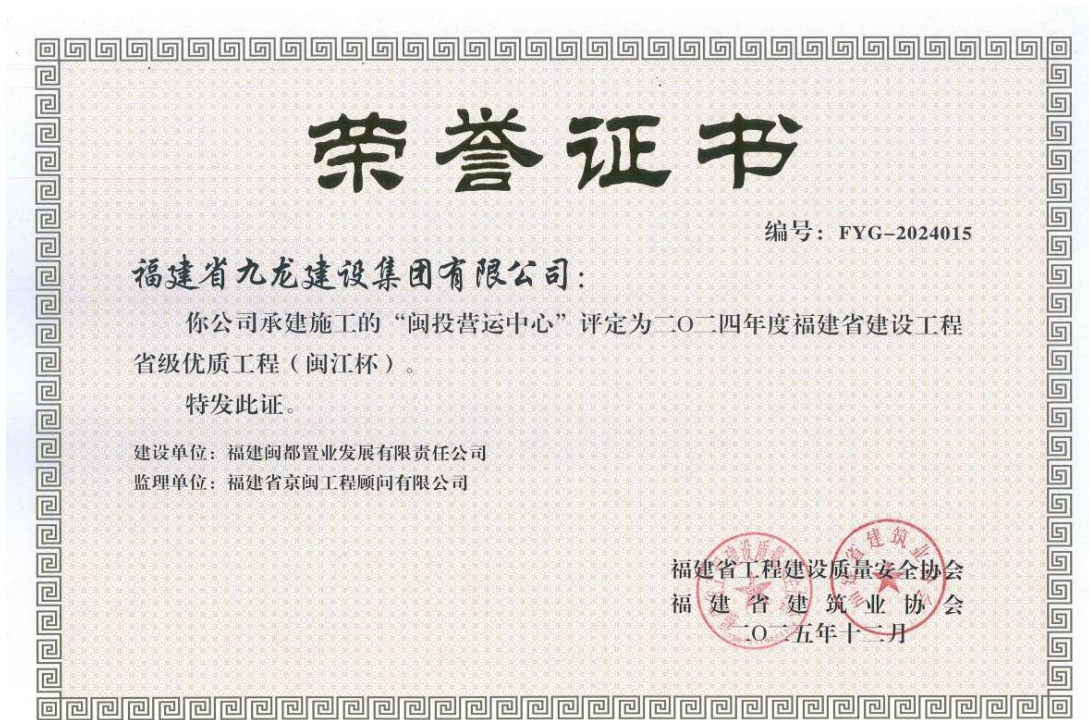 荣誉证书
编号：FYG-2024015
福建省九龙建设集团有限公司：
你公司承建施工的“闽投营运中心”评定为二〇二四年度福建省建设工程
省级优质工程（闽江杯）。
特发此证。
建设单位：福建闽都置业发展有限责任公司
监理单位：福建省京闽工程顾问有限公司
福建省工程建设质量安全协会
福建省建筑业协会
二〇二五年十二月